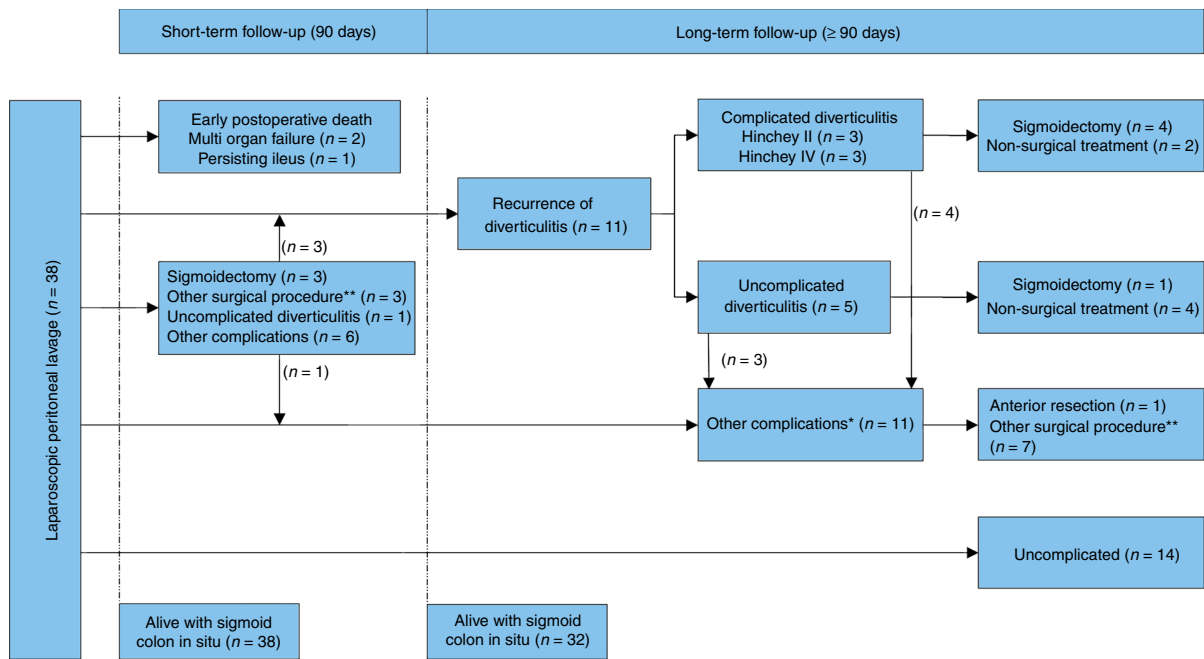 Short-term follow-up (90 days)
Long-term follow-up (≥ 90 days)
Laparoscopic peritoneal lavage (n = 38)
Early postoperative death
Multi organ failure (n = 2)
Persisting ileus (n = 1)
Complicated diverticulitis
Hinchey II (n = 3)
Hinchey IV (n = 3)
Sigmoidectomy (n = 4)
Non-surgical treatment (n = 2)
Recurrence of
diverticulitis (n = 11)
(n = 4)
(n = 3)
Sigmoidectomy (n = 3)
Other surgical procedure** (n = 3)
Uncomplicated diverticulitis (n = 1)
Other complications (n = 6)
Uncomplicated
diverticulitis (n = 5)
Sigmoidectomy (n = 1)
Non-surgical treatment (n = 4)
(n = 1)
(n = 3)
Other complications* (n = 11)
Anterior resection (n = 1)
Other surgical procedure**
(n = 7)
Uncomplicated (n = 14)
Alive with sigmoid
colon in situ (n = 38)
Alive with sigmoid
colon in situ (n = 32)